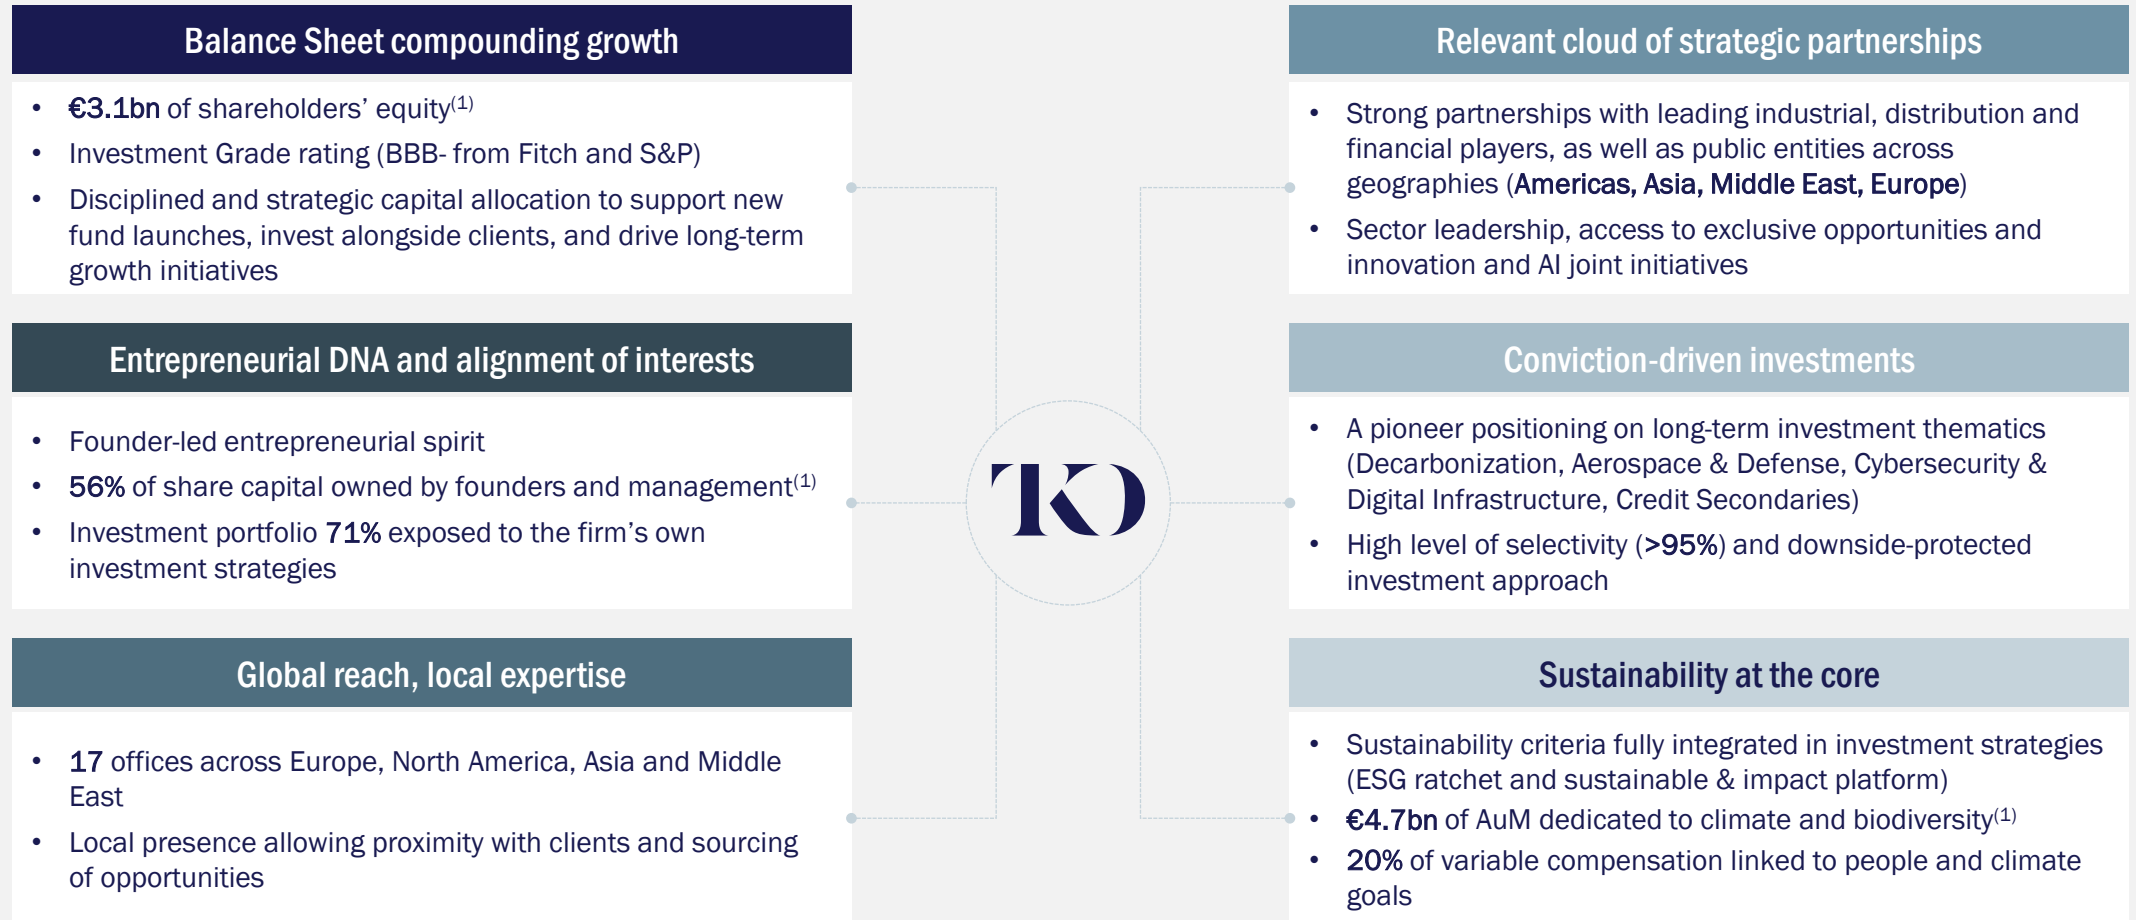 Balance Sheet compounding growth
• €3.1bn of shareholders’ equity(1)
• Investment Grade rating (BBB- from Fitch and S&P)
• Disciplined and strategic capital allocation to support new
fund launches, invest alongside clients, and drive long-term
growth initiatives
Entrepreneurial DNA and alignment of interests
• Founder-led entrepreneurial spirit
• 56% of share capital owned by founders and management(1)
• Investment portfolio 71% exposed to the firm’s own
investment strategies
Global reach, local expertise
• 17 offices across Europe, North America, Asia and Middle
East
• Local presence allowing proximity with clients and sourcing
of opportunities
TKO
Relevant cloud of strategic partnerships
• Strong partnerships with leading industrial, distribution and
financial players, as well as public entities across
geographies (Americas, Asia, Middle East, Europe)
• Sector leadership, access to exclusive opportunities and
innovation and AI joint initiatives
Conviction-driven investments
• A pioneer positioning on long-term investment thematics
(Decarbonization, Aerospace & Defense, Cybersecurity &
Digital Infrastructure, Credit Secondaries)
• High level of selectivity (>95%) and downside-protected
investment approach
Sustainability at the core
• Sustainability criteria fully integrated in investment strategies
(ESG ratchet and sustainable & impact platform)
• €4.7bn of AuM dedicated to climate and biodiversity(1)
• 20% of variable compensation linked to people and climate
goals